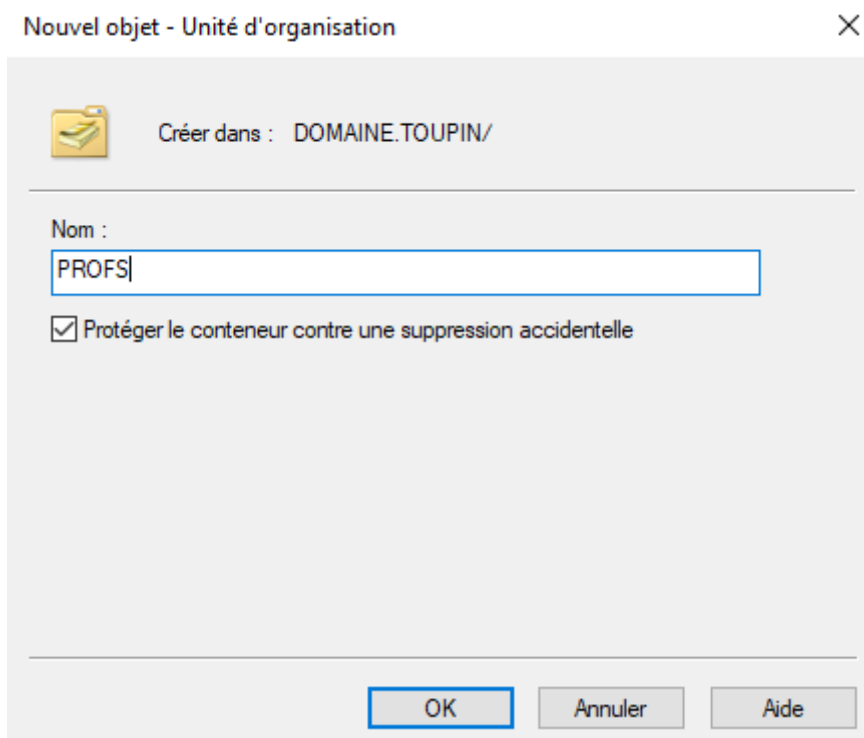 Nouvel objet - Unité d'organisation
Créer dans : DOMAINE.TOUPIN/
Nom :
PROFS
Protéger le conteneur contre une suppression accidentelle
OK Annuler Aide